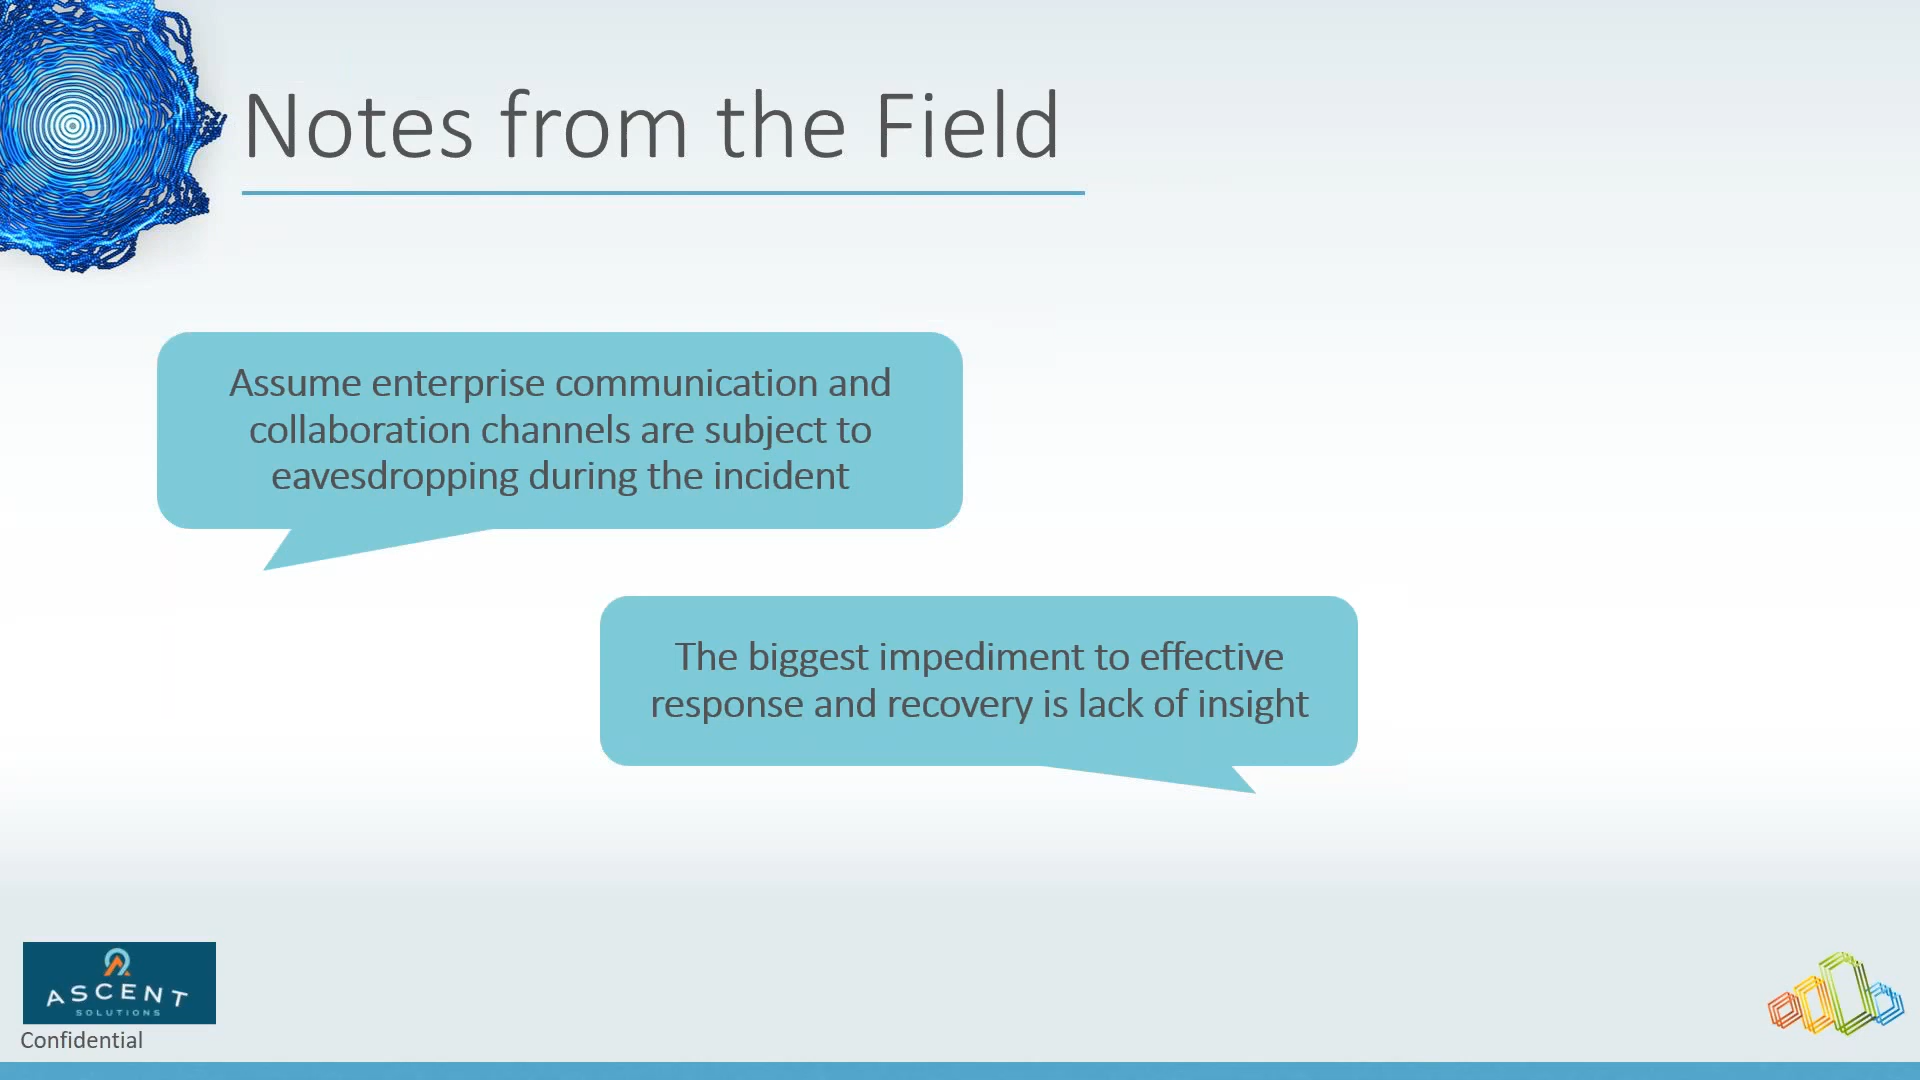 Notes from the Field
Assume enterprise communication and
collaboration channels are subject to
eavesdropping during the incident
The biggest impediment to effective
response and recovery is lack of insight
ASCENT
SOLUTIONS
Confidential